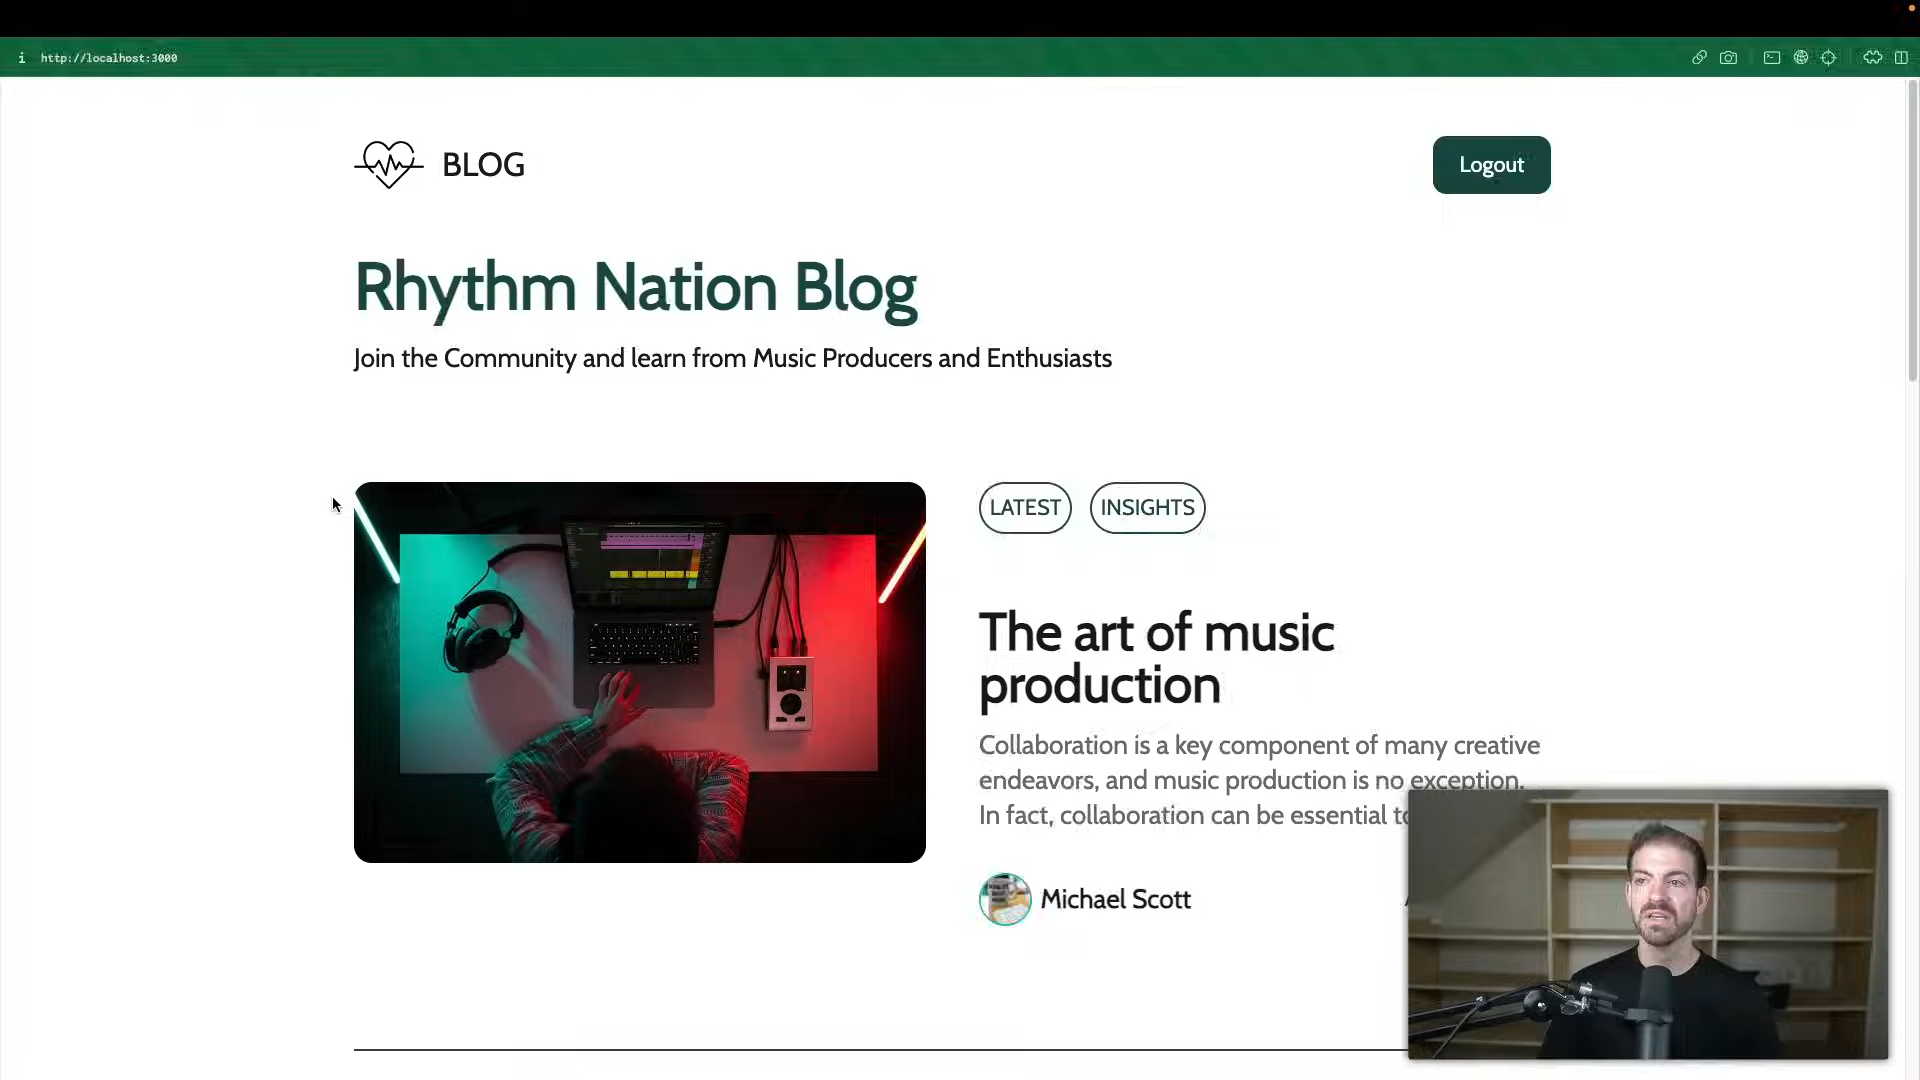 http://localhost:3000
BLOG
Logout
Rhythm Nation Blog
Join the Community and learn from Music Producers and Enthusiasts
LATEST
INSIGHTS
The art of music
production
Collaboration is a key component of many creative
endeavors, and music production is no exception.
In fact, collaboration can be essential
Michael Scott